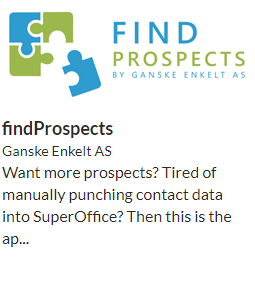 FIND
PROSPECTS
BY GANSKE ENKELT AS
findProspects
Ganske Enkelt AS
Want more prospects? Tired of
manually punching contact data
into SuperOffice? Then this is the
ap...